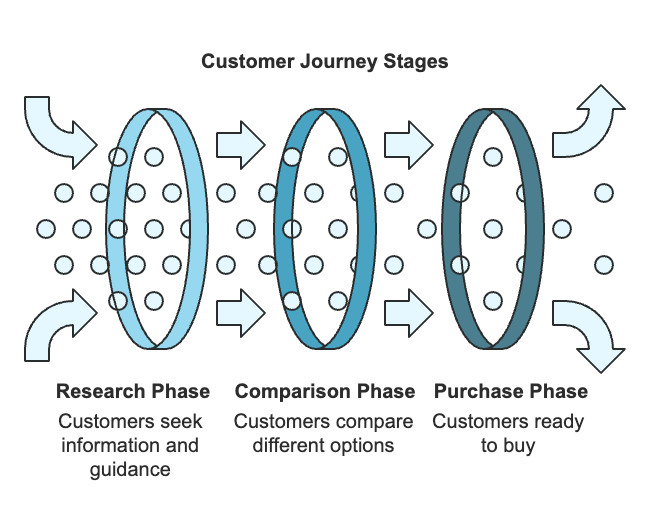 Customer Journey Stages
Research Phase
Customers seek
information and
guidance
Comparison Phase
Customers compare
different options
Purchase Phase
Customers ready
to buy